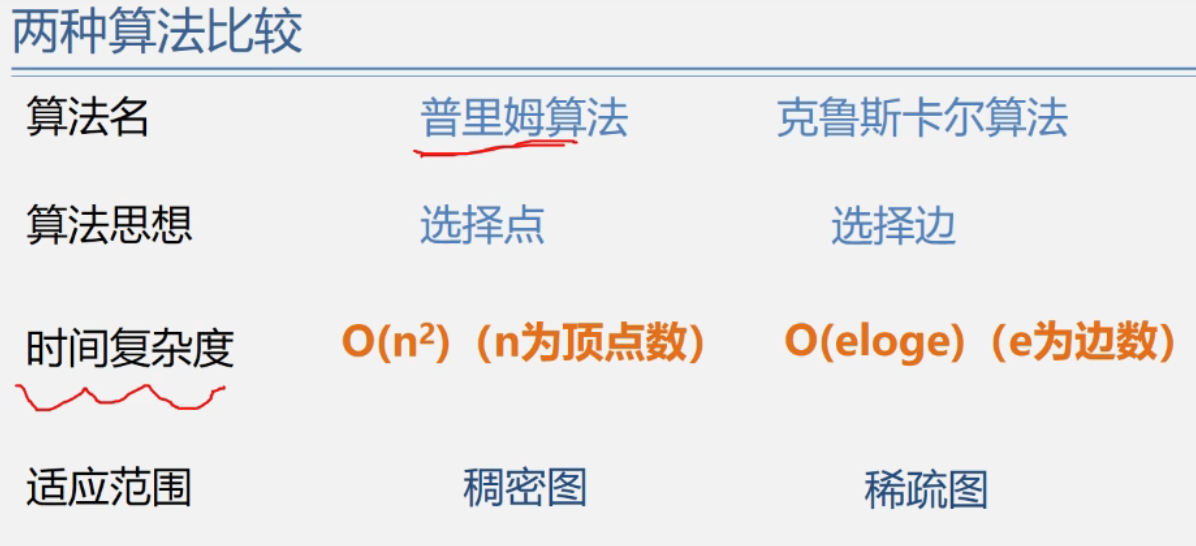 两种算法比较
算法名 普里姆算法 克鲁斯卡尔算法
算法思想 选择点 选择边
时间复杂度 O(n²)（n为顶点数） O(eloge)（e为边数）
适应范围 稠密图 稀疏图